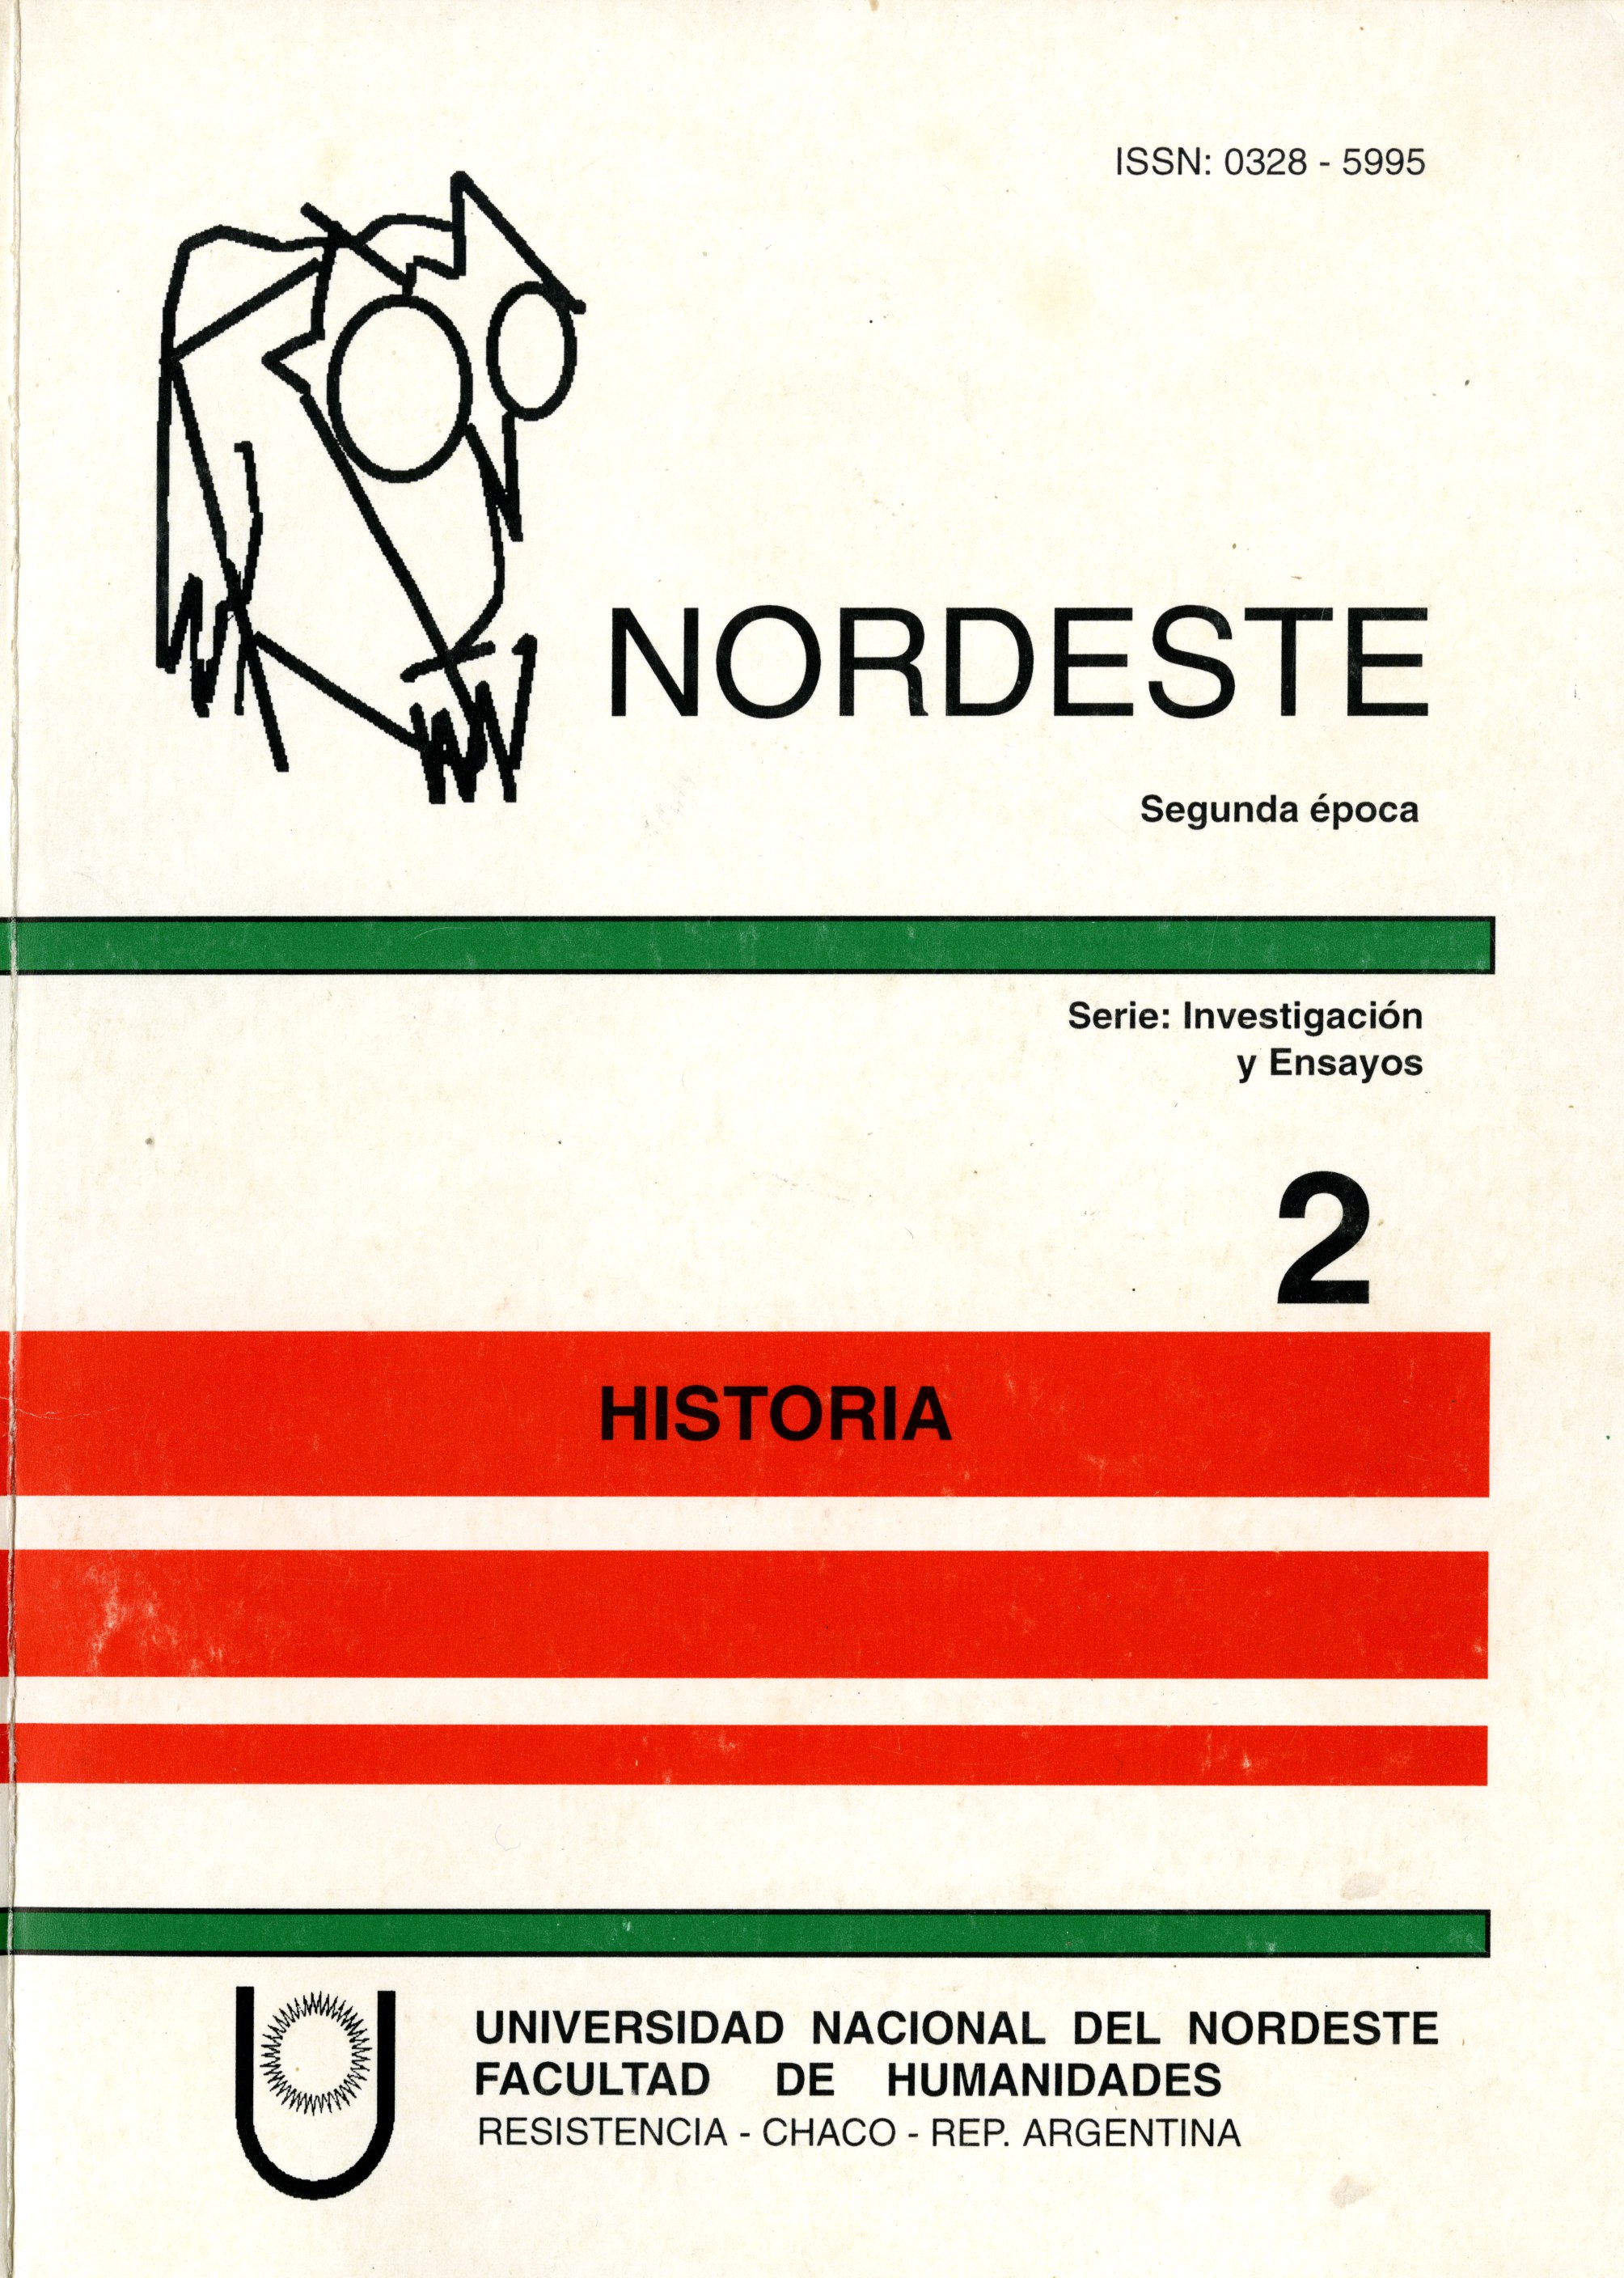 ISSN: 0328 - 5995
NORDESTE
Segunda época
Serie: Investigación
y Ensayos
2
HISTORIA
UNIVERSIDAD NACIONAL DEL NORDESTE
FACULTAD DE HUMANIDADES
RESISTENCIA - CHACO - REP. ARGENTINA